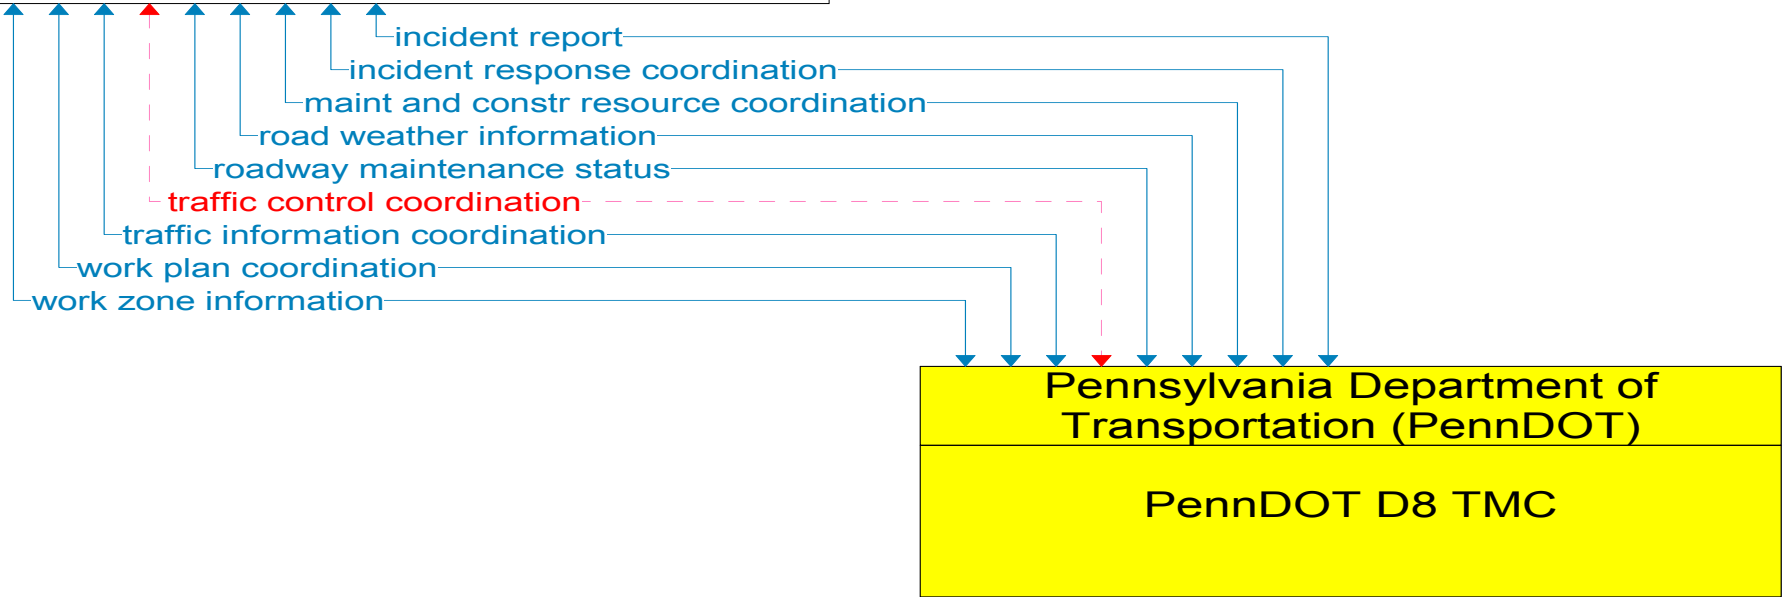 incident report
incident response coordination
maint and constr resource coordination
road weather information
roadway maintenance status
traffic control coordination
traffic information coordination
work plan coordination
work zone information
Pennsylvania Department of
Transportation (PennDOT)
PennDOT D8 TMC